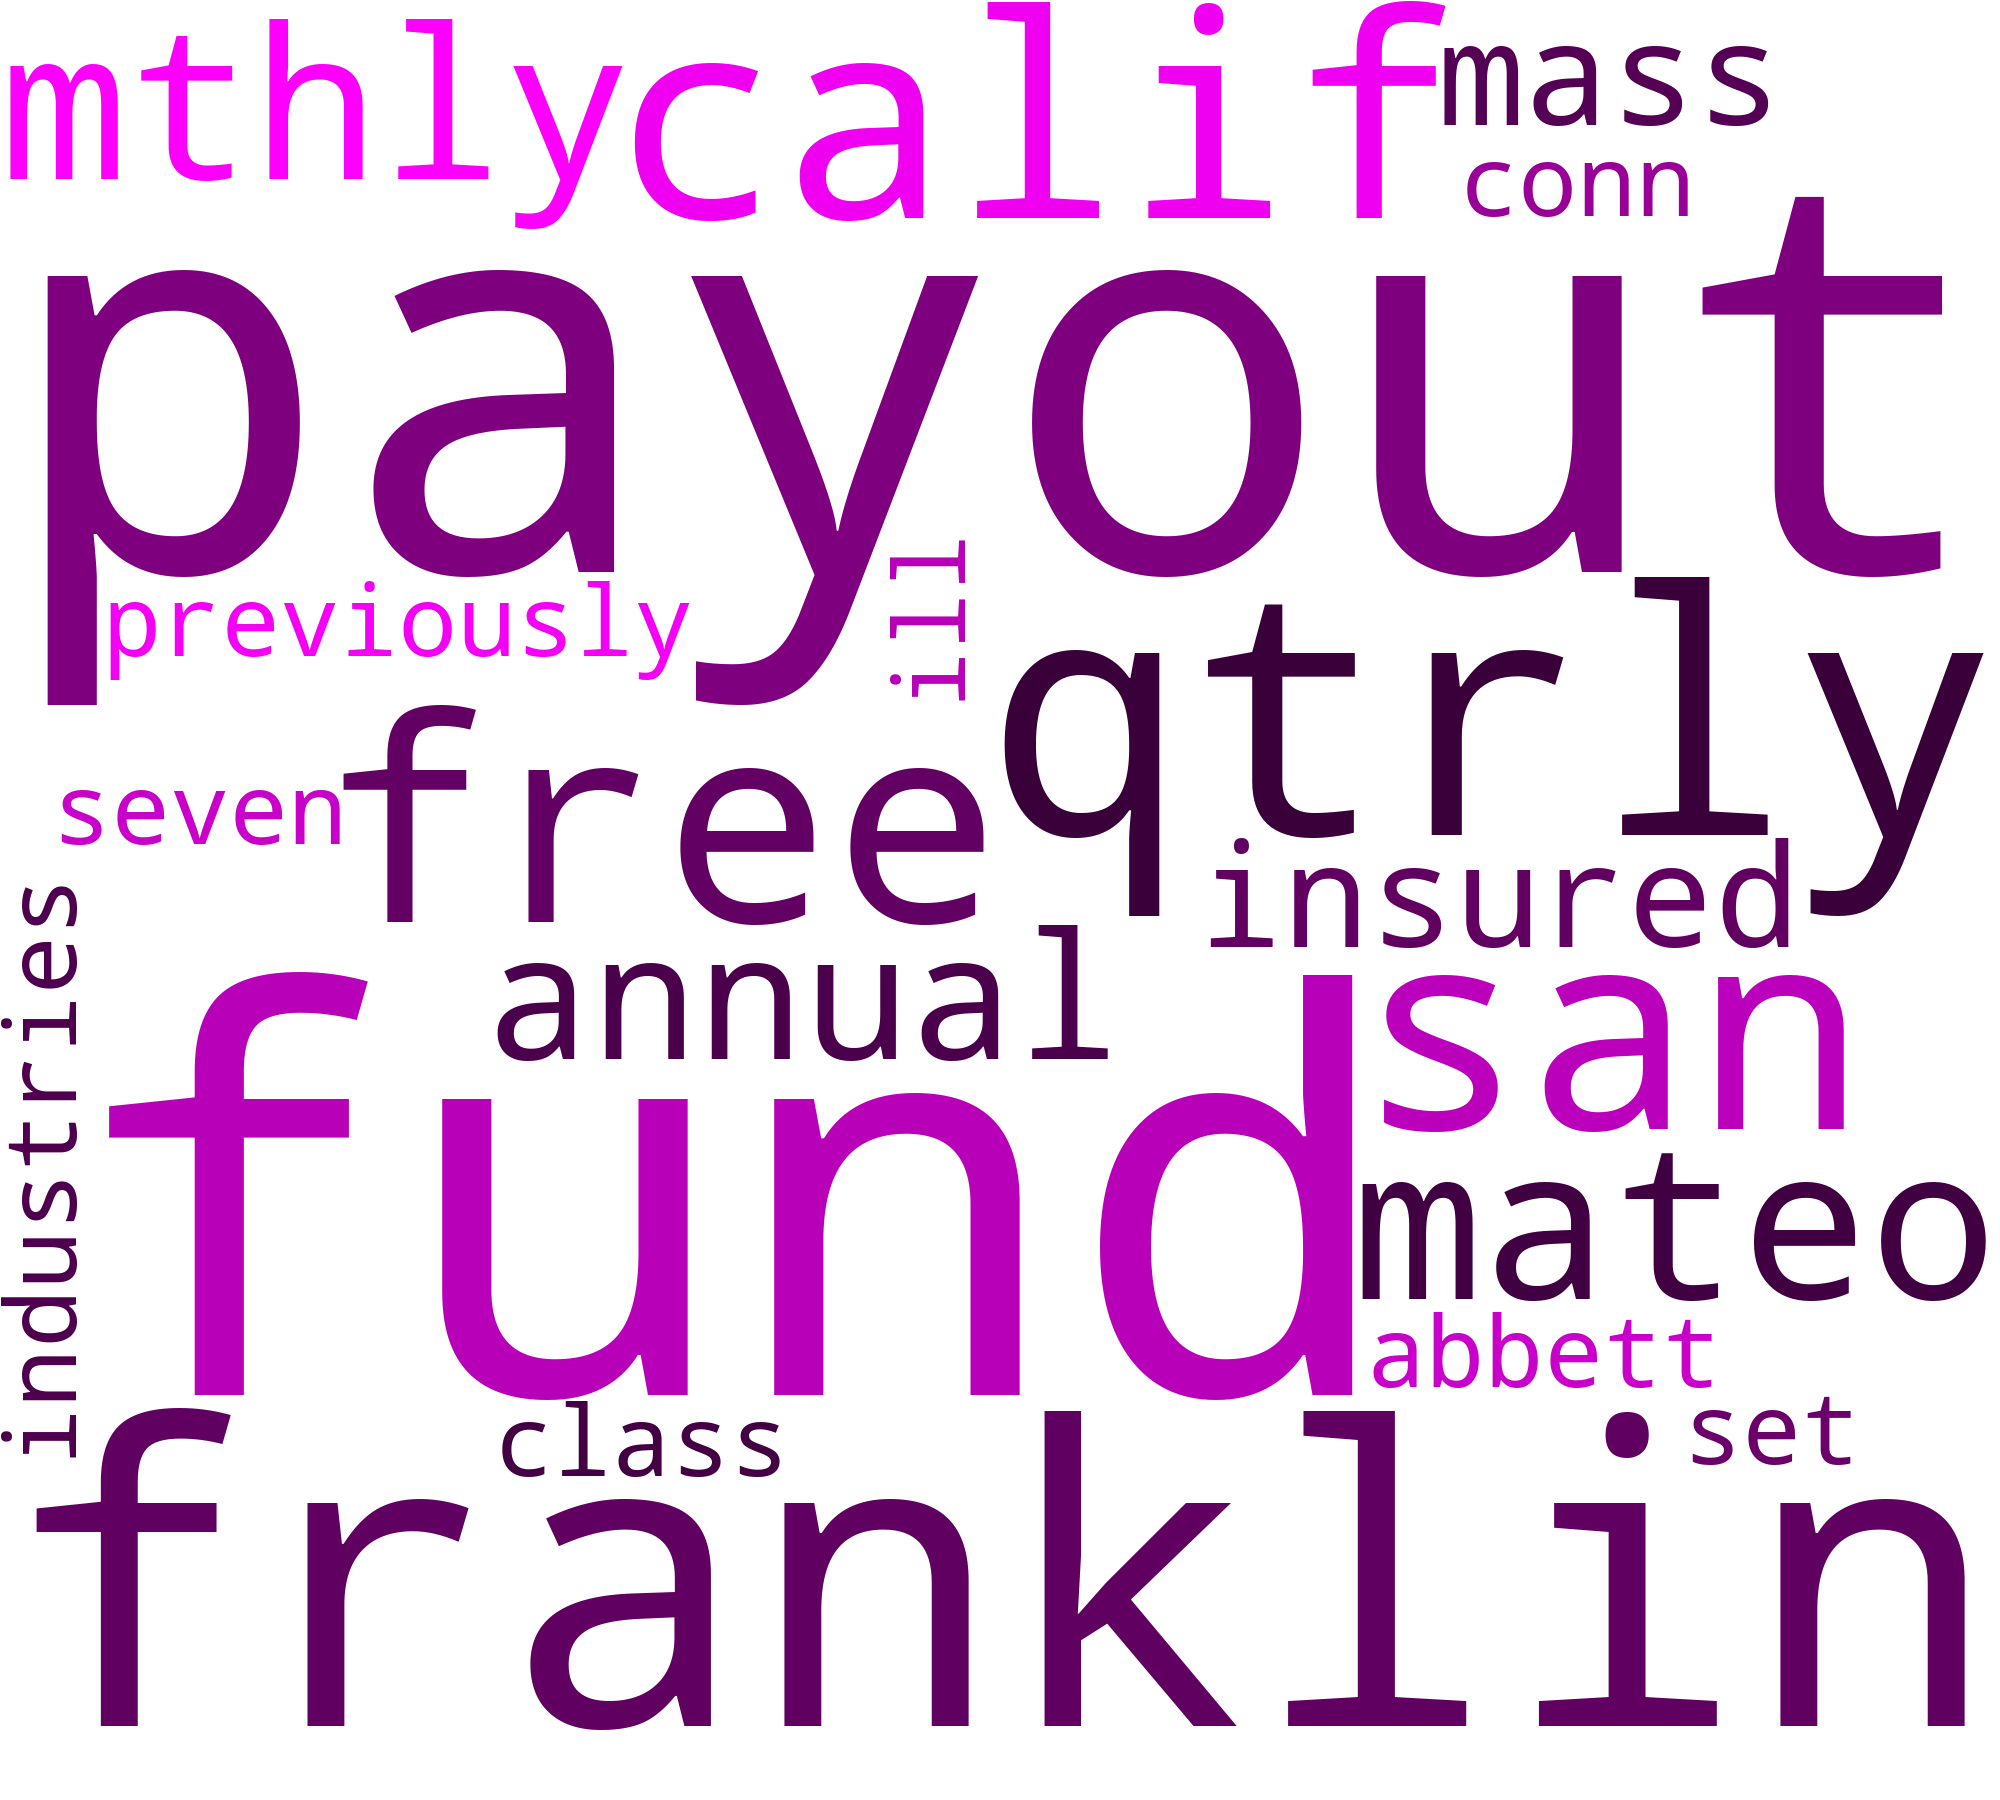 mthly calif mass
conn
payout
previously ill
qtrly
free
seven
insured
industries
annual
san
fund
mateo
abbett
class
set
franklin